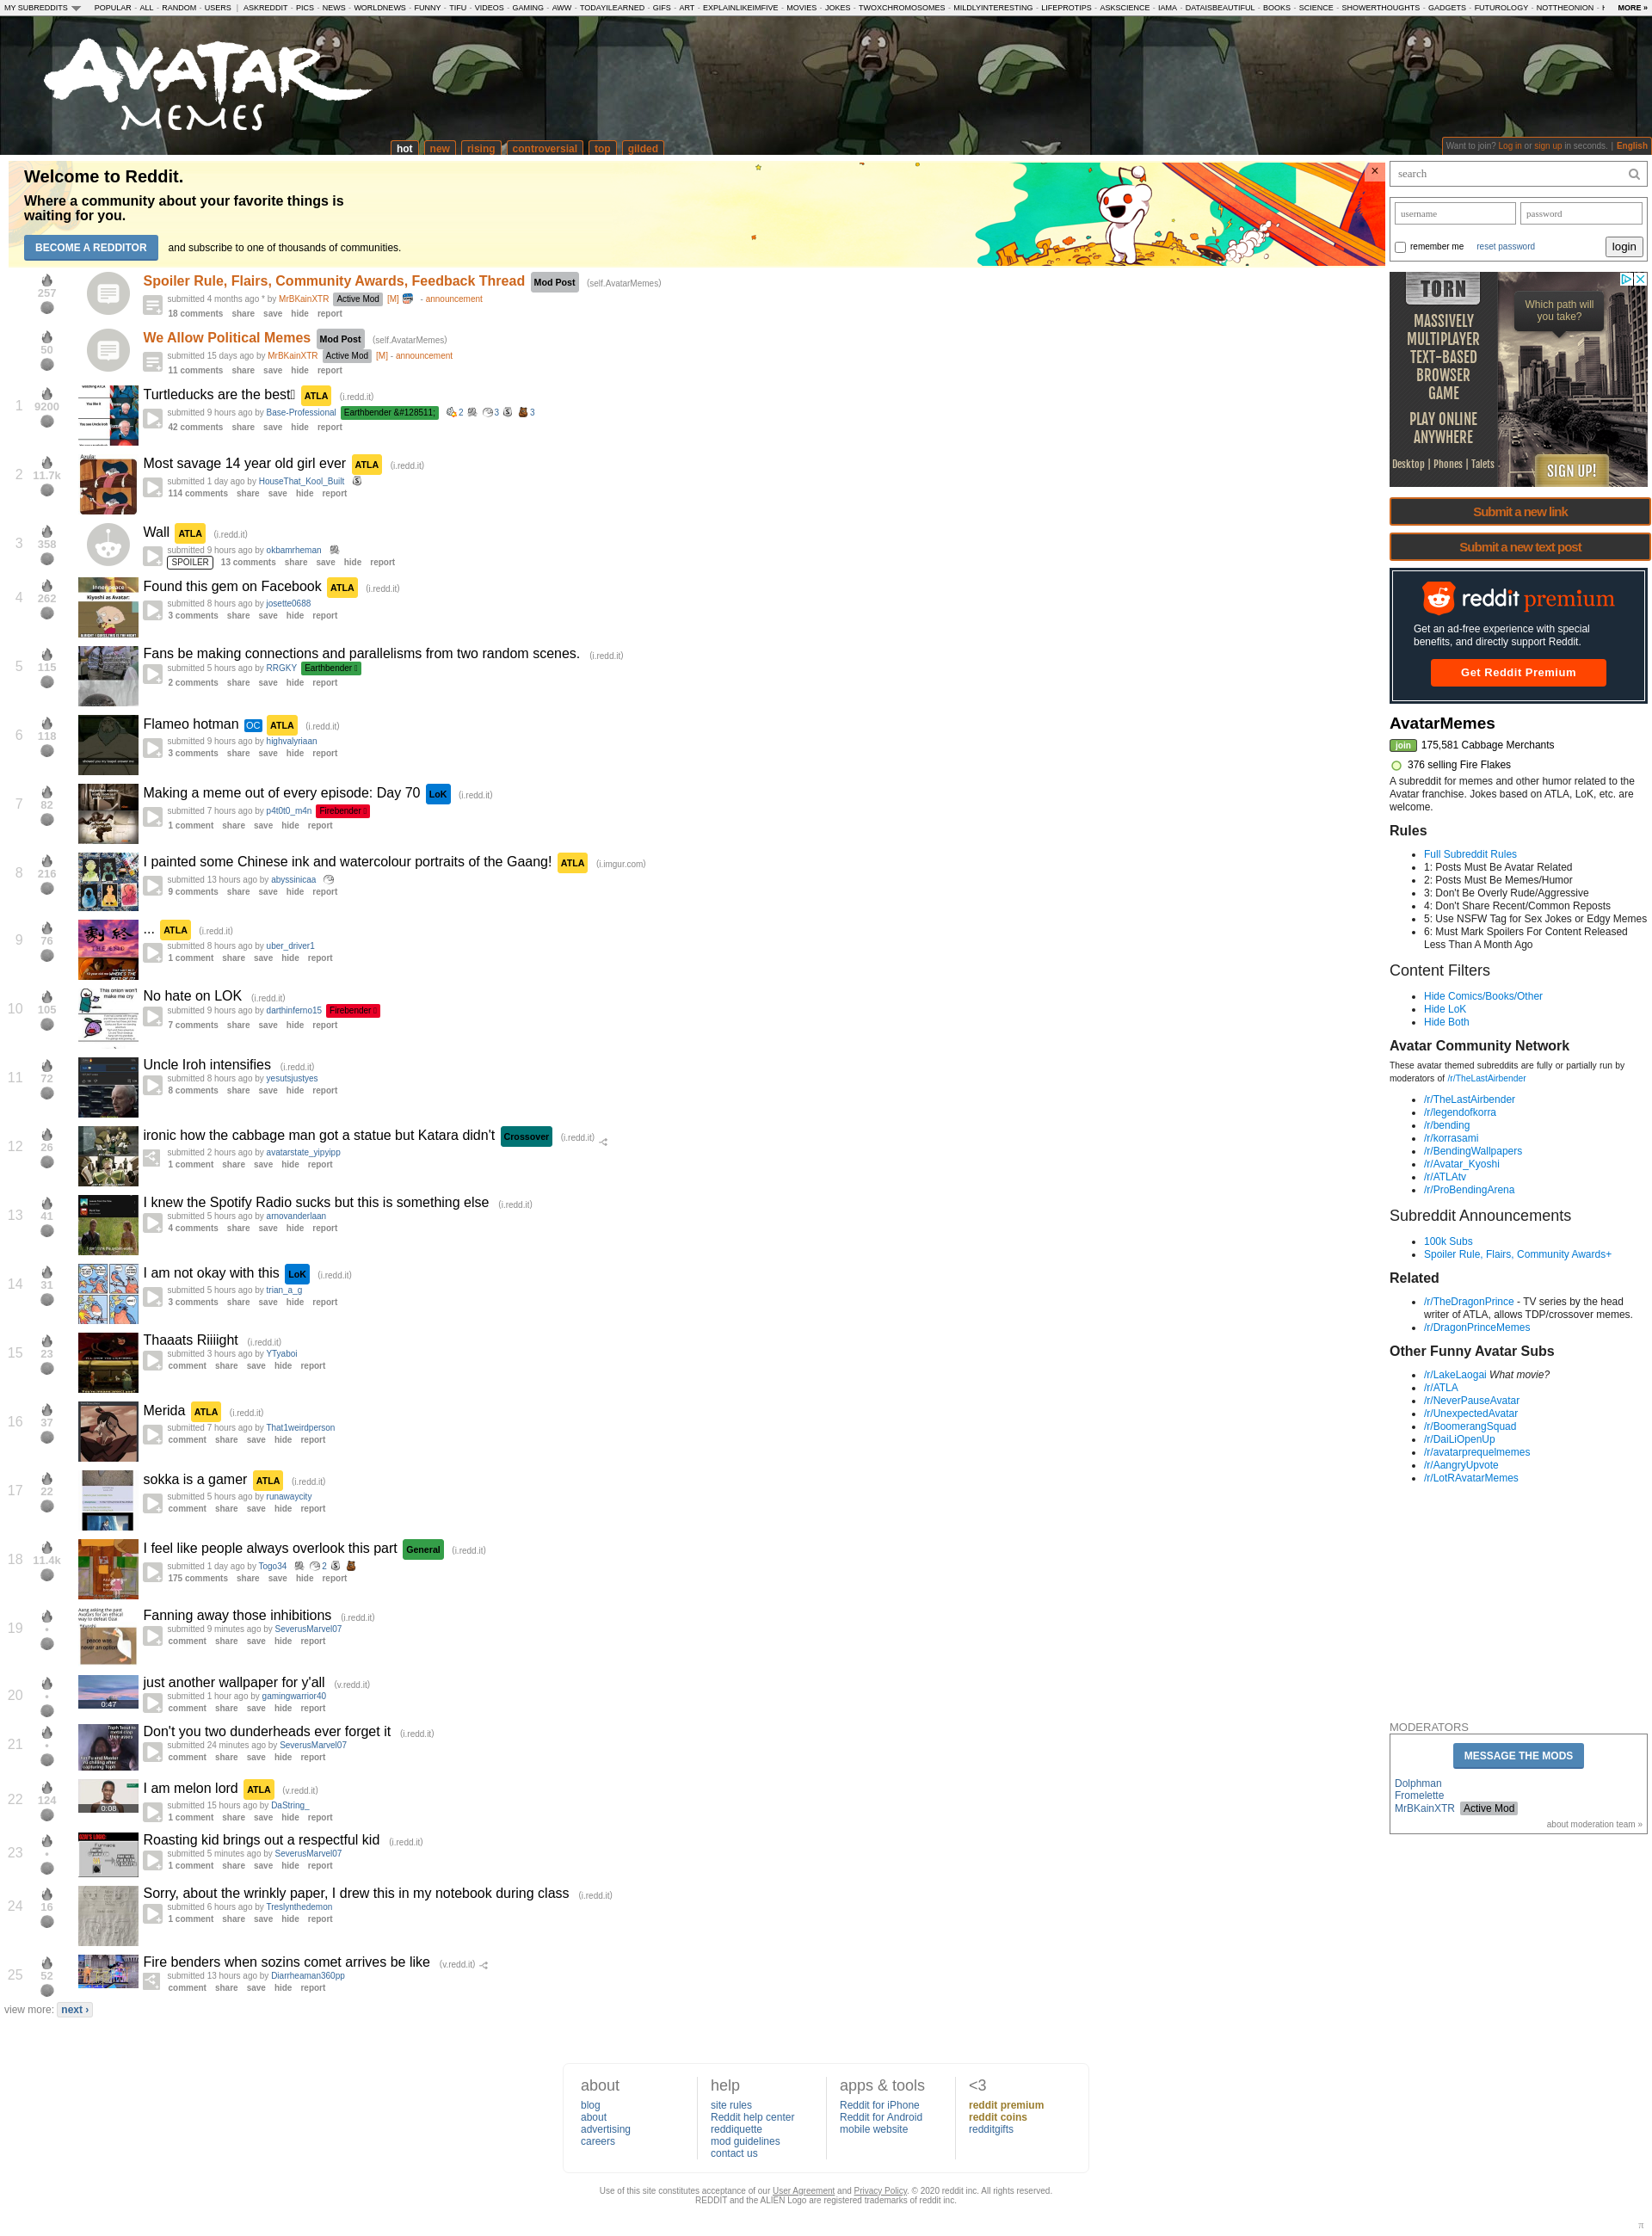 MY SUBREDDITS POPULAR - ALL - RANDOM - USERS | ASKREDDIT - PICS - NEWS - WORLDNEWS - FUNNY - TIFU - VIDEOS - GAMING - AWW - TODAYILEARNED - GIFS - ART - EXPLAINLIKEIMFIVE - MOVIES - JOKES - TWOXCHROMOSOMES - MILDLYINTERESTING - LIFEPROTIPS - ASKSCIENCE - IAMA - DATAISBEAUTIFUL - BOOKS - SCIENCE - SHOWERTHOUGHTS - GADGETS - FUTUROLOGY - NOTTHEONION - MORE »
AVATAR
MEMES
hot new rising controversial top gilded
Want to join? Log in or sign up in seconds. | English
Welcome to Reddit.
Where a community about your favorite things is
waiting for you.
BECOME A REDDITOR and subscribe to one of thousands of communities.
×
257
Spoiler Rule, Flairs, Community Awards, Feedback Thread Mod Post (self.AvatarMemes)
submitted 4 months ago * by MrBKainXTR Active Mod [M] - announcement
18 comments share save hide report
50
We Allow Political Memes Mod Post (self.AvatarMemes)
submitted 15 days ago by MrBKainXTR Active Mod [M] - announcement
11 comments share save hide report
1 9200
Turtleducks are the best ATLA (i.redd.it)
submitted 9 hours ago by Base-Professional Earthbender &#128511; 2 3 3
42 comments share save hide report
2 11.7k
Azula:
Most savage 14 year old girl ever ATLA (i.redd.it)
submitted 1 day ago by HouseThat_Kool_Built
114 comments share save hide report
3 358
Wall ATLA (i.redd.it)
submitted 9 hours ago by okbamrheman
SPOILER 13 comments share save hide report
4 262
Kiyoshi as Avatar:
Found this gem on Facebook ATLA (i.redd.it)
submitted 8 hours ago by josette0688
3 comments share save hide report
5 115
Fans be making connections and parallelisms from two random scenes. (i.redd.it)
submitted 5 hours ago by RRGKY Earthbender
2 comments share save hide report
6 118
Flameo hotman OC ATLA (i.redd.it)
submitted 9 hours ago by highvalyriaan
3 comments share save hide report
7 82
Making a meme out of every episode: Day 70 LoK (i.redd.it)
submitted 7 hours ago by p4t0t0_m4n Firebender
1 comment share save hide report
8 216
I painted some Chinese ink and watercolour portraits of the Gaang! ATLA (i.imgur.com)
submitted 13 hours ago by abyssinicaa
9 comments share save hide report
9 76
劇終
... ATLA (i.redd.it)
submitted 8 hours ago by uber_driver1
1 comment share save hide report
10 105
This onion won't
make me cry
No hate on LOK (i.redd.it)
submitted 9 hours ago by darthinferno15 Firebender
7 comments share save hide report
11 72
Uncle Iroh intensifies (i.redd.it)
submitted 8 hours ago by yesutsjustyes
8 comments share save hide report
12 26
ironic how the cabbage man got a statue but Katara didn't Crossover (i.redd.it)
submitted 2 hours ago by avatarstate_yipyipp
1 comment share save hide report
13 41
I knew the Spotify Radio sucks but this is something else (i.redd.it)
submitted 5 hours ago by arnovanderlaan
4 comments share save hide report
14 31
I am not okay with this LoK (i.redd.it)
submitted 5 hours ago by trian_a_g
3 comments share save hide report
15 23
Thaaats Riiiight (i.redd.it)
submitted 3 hours ago by YTyaboi
comment share save hide report
16 37
Merida ATLA (i.redd.it)
submitted 7 hours ago by That1weirdperson
comment share save hide report
17 22
sokka is a gamer ATLA (i.redd.it)
submitted 5 hours ago by runawaycity
comment share save hide report
18 11.4k
I feel like people always overlook this part General (i.redd.it)
submitted 1 day ago by Togo34 2
175 comments share save hide report
19 •
Aang asking the past
Avatars for an ethical
way to defeat Ozai
peace was
never an option
Fanning away those inhibitions (i.redd.it)
submitted 9 minutes ago by SeverusMarvel07
comment share save hide report
20 •
0:47
just another wallpaper for y'all (v.redd.it)
submitted 1 hour ago by gamingwarrior40
comment share save hide report
21 •
Don't you two dunderheads ever forget it (i.redd.it)
submitted 24 minutes ago by SeverusMarvel07
comment share save hide report
22 124
0:08
I am melon lord ATLA (v.redd.it)
submitted 15 hours ago by DaString_
1 comment share save hide report
23 •
Roasting kid brings out a respectful kid (i.redd.it)
submitted 5 minutes ago by SeverusMarvel07
1 comment share save hide report
24 16
Sorry, about the wrinkly paper, I drew this in my notebook during class (i.redd.it)
submitted 6 hours ago by Treslynthedemon
1 comment share save hide report
25 52
Fire benders when sozins comet arrives be like (v.redd.it)
submitted 13 hours ago by Diarrheaman360pp
comment share save hide report
view more: next ›
search
username password
remember me reset password login
TORN
MASSIVELY
MULTIPLAYER
TEXT-BASED
BROWSER
GAME
PLAY ONLINE
ANYWHERE
Desktop | Phones | Talets
Which path will
you take?
SIGN UP!
Submit a new link
Submit a new text post
reddit premium
Get an ad-free experience with special
benefits, and directly support Reddit.
Get Reddit Premium
AvatarMemes
join 175,581 Cabbage Merchants
376 selling Fire Flakes
A subreddit for memes and other humor related to the
Avatar franchise. Jokes based on ATLA, LoK, etc. are
welcome.
Rules
Full Subreddit Rules
1: Posts Must Be Avatar Related
2: Posts Must Be Memes/Humor
3: Don't Be Overly Rude/Aggressive
4: Don't Share Recent/Common Reposts
5: Use NSFW Tag for Sex Jokes or Edgy Memes
6: Must Mark Spoilers For Content Released
Less Than A Month Ago
Content Filters
Hide Comics/Books/Other
Hide LoK
Hide Both
Avatar Community Network
These avatar themed subreddits are fully or partially run by
moderators of /r/TheLastAirbender
/r/TheLastAirbender
/r/legendofkorra
/r/bending
/r/korrasami
/r/BendingWallpapers
/r/Avatar_Kyoshi
/r/ATLAtv
/r/ProBendingArena
Subreddit Announcements
100k Subs
Spoiler Rule, Flairs, Community Awards+
Related
/r/TheDragonPrince - TV series by the head
writer of ATLA, allows TDP/crossover memes.
/r/DragonPrinceMemes
Other Funny Avatar Subs
/r/LakeLaogai What movie?
/r/ATLA
/r/NeverPauseAvatar
/r/UnexpectedAvatar
/r/BoomerangSquad
/r/DaiLiOpenUp
/r/avatarprequelmemes
/r/AangryUpvote
/r/LotRAvatarMemes
MODERATORS
MESSAGE THE MODS
Dolphman
Fromelette
MrBKainXTR Active Mod
about moderation team »
about
blog
about
advertising
careers
help
site rules
Reddit help center
reddiquette
mod guidelines
contact us
apps & tools
Reddit for iPhone
Reddit for Android
mobile website
<3
reddit premium
reddit coins
redditgifts
Use of this site constitutes acceptance of our User Agreement and Privacy Policy. © 2020 reddit inc. All rights reserved.
REDDIT and the ALIEN Logo are registered trademarks of reddit inc.
π